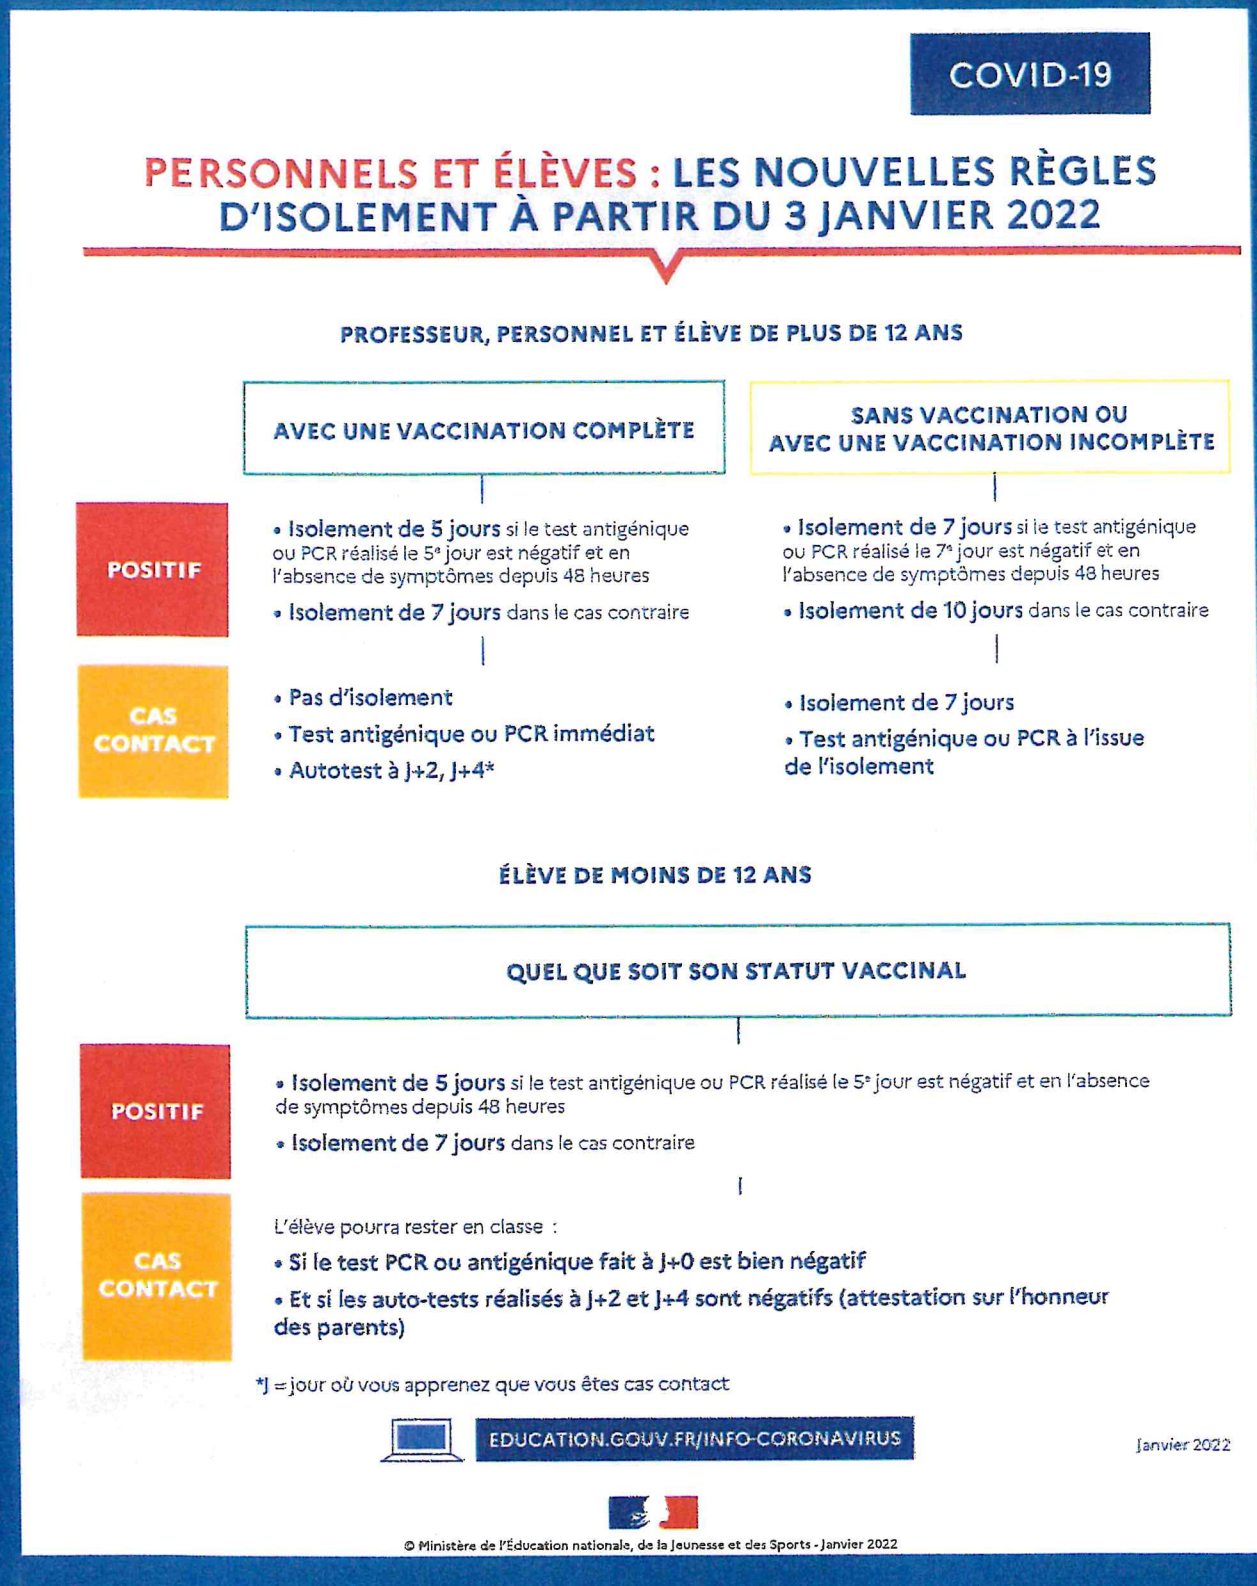 COVID-19
PERSONNELS ET ÉLÈVES : LES NOUVELLES RÈGLES
D'ISOLEMENT À PARTIR DU 3 JANVIER 2022
PROFESSEUR, PERSONNEL ET ÉLÈVE DE PLUS DE 12 ANS
AVEC UNE VACCINATION COMPLÈTE
SANS VACCINATION OU
AVEC UNE VACCINATION INCOMPLÈTE
POSITIF
• Isolement de 5 jours si le test antigénique
ou PCR réalisé le 5ᵉ jour est négatif et en
l'absence de symptômes depuis 48 heures
• Isolement de 7 jours dans le cas contraire
• Isolement de 7 jours si le test antigénique
ou PCR réalisé le 7ᵉ jour est négatif et en
l'absence de symptômes depuis 48 heures
• Isolement de 10 jours dans le cas contraire
CAS
CONTACT
• Pas d'isolement
• Test antigénique ou PCR immédiat
• Autotest à J+2, J+4*
• Isolement de 7 jours
• Test antigénique ou PCR à l'issue
de l'isolement
ÉLÈVE DE MOINS DE 12 ANS
QUEL QUE SOIT SON STATUT VACCINAL
POSITIF
• Isolement de 5 jours si le test antigénique ou PCR réalisé le 5ᵉ jour est négatif et en l'absence
de symptômes depuis 48 heures
• Isolement de 7 jours dans le cas contraire
CAS
CONTACT
L'élève pourra rester en classe :
• Si le test PCR ou antigénique fait à J+0 est bien négatif
• Et si les auto-tests réalisés à J+2 et J+4 sont négatifs (attestation sur l'honneur
des parents)
*J = jour où vous apprenez que vous êtes cas contact
EDUCATION.GOUV.FR/INFO-CORONAVIRUS
Janvier 2022
© Ministère de l'Éducation nationale, de la Jeunesse et des Sports - Janvier 2022